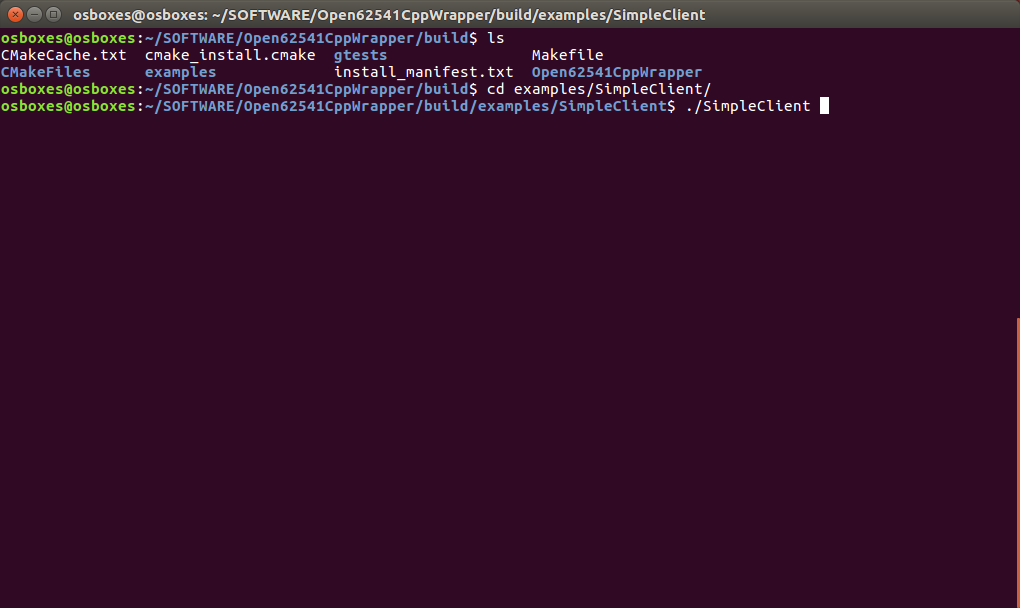 osboxes@osboxes: ~/SOFTWARE/Open62541CppWrapper/build/examples/SimpleClient
osboxes@osboxes:~/SOFTWARE/Open62541CppWrapper/build$ ls
CMakeCache.txt  cmake_install.cmake  gtests                Makefile
CMakeFiles      examples             install_manifest.txt  Open62541CppWrapper
osboxes@osboxes:~/SOFTWARE/Open62541CppWrapper/build$ cd examples/SimpleClient/
osboxes@osboxes:~/SOFTWARE/Open62541CppWrapper/build/examples/SimpleClient$ ./SimpleClient